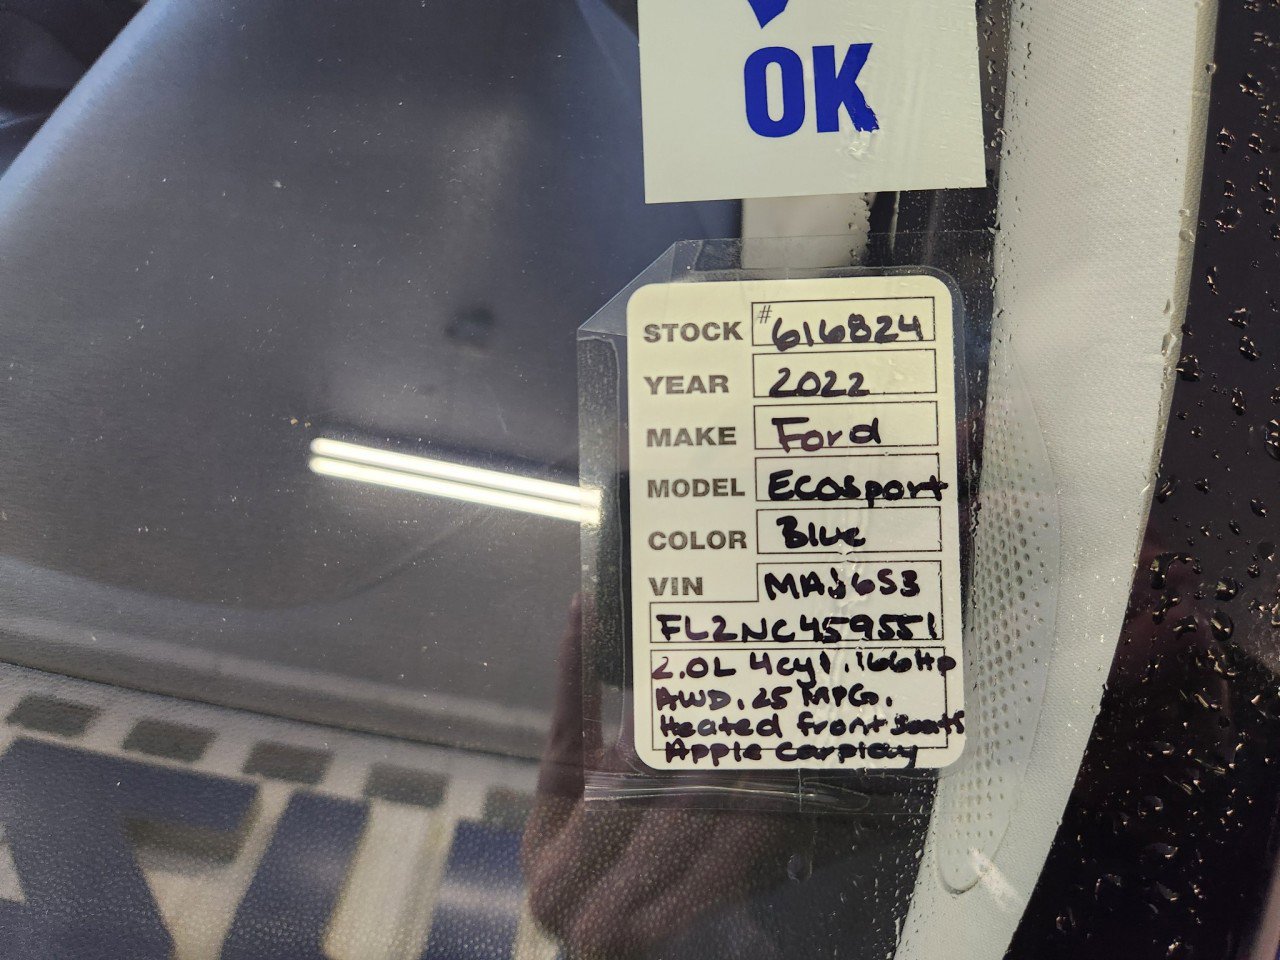 OK
STOCK #616824
YEAR 2022
MAKE Ford
MODEL Ecosport
COLOR Blue
VIN MAJ6S3
FL2NC459551
2.0L 4cyl. 166HP
AWD. 25 MPG.
Heated front seats
Apple carplay